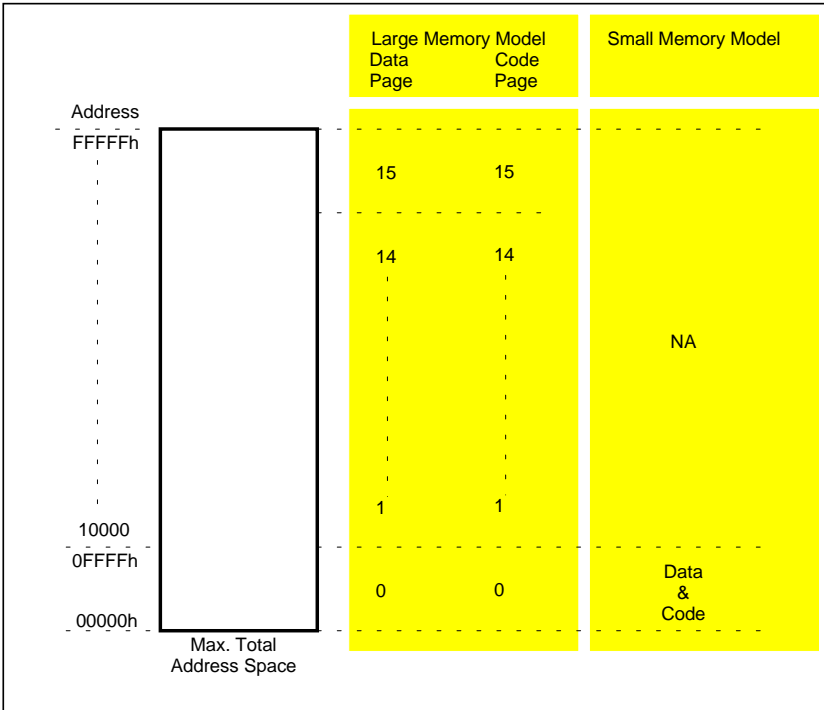 Large Memory Model
Small Memory Model
Data Code
Page Page
Address
FFFFFh
15 15
14 14
NA
1 1
10000
0FFFFh
Data
&
Code
0 0
00000h
Max. Total
Address Space